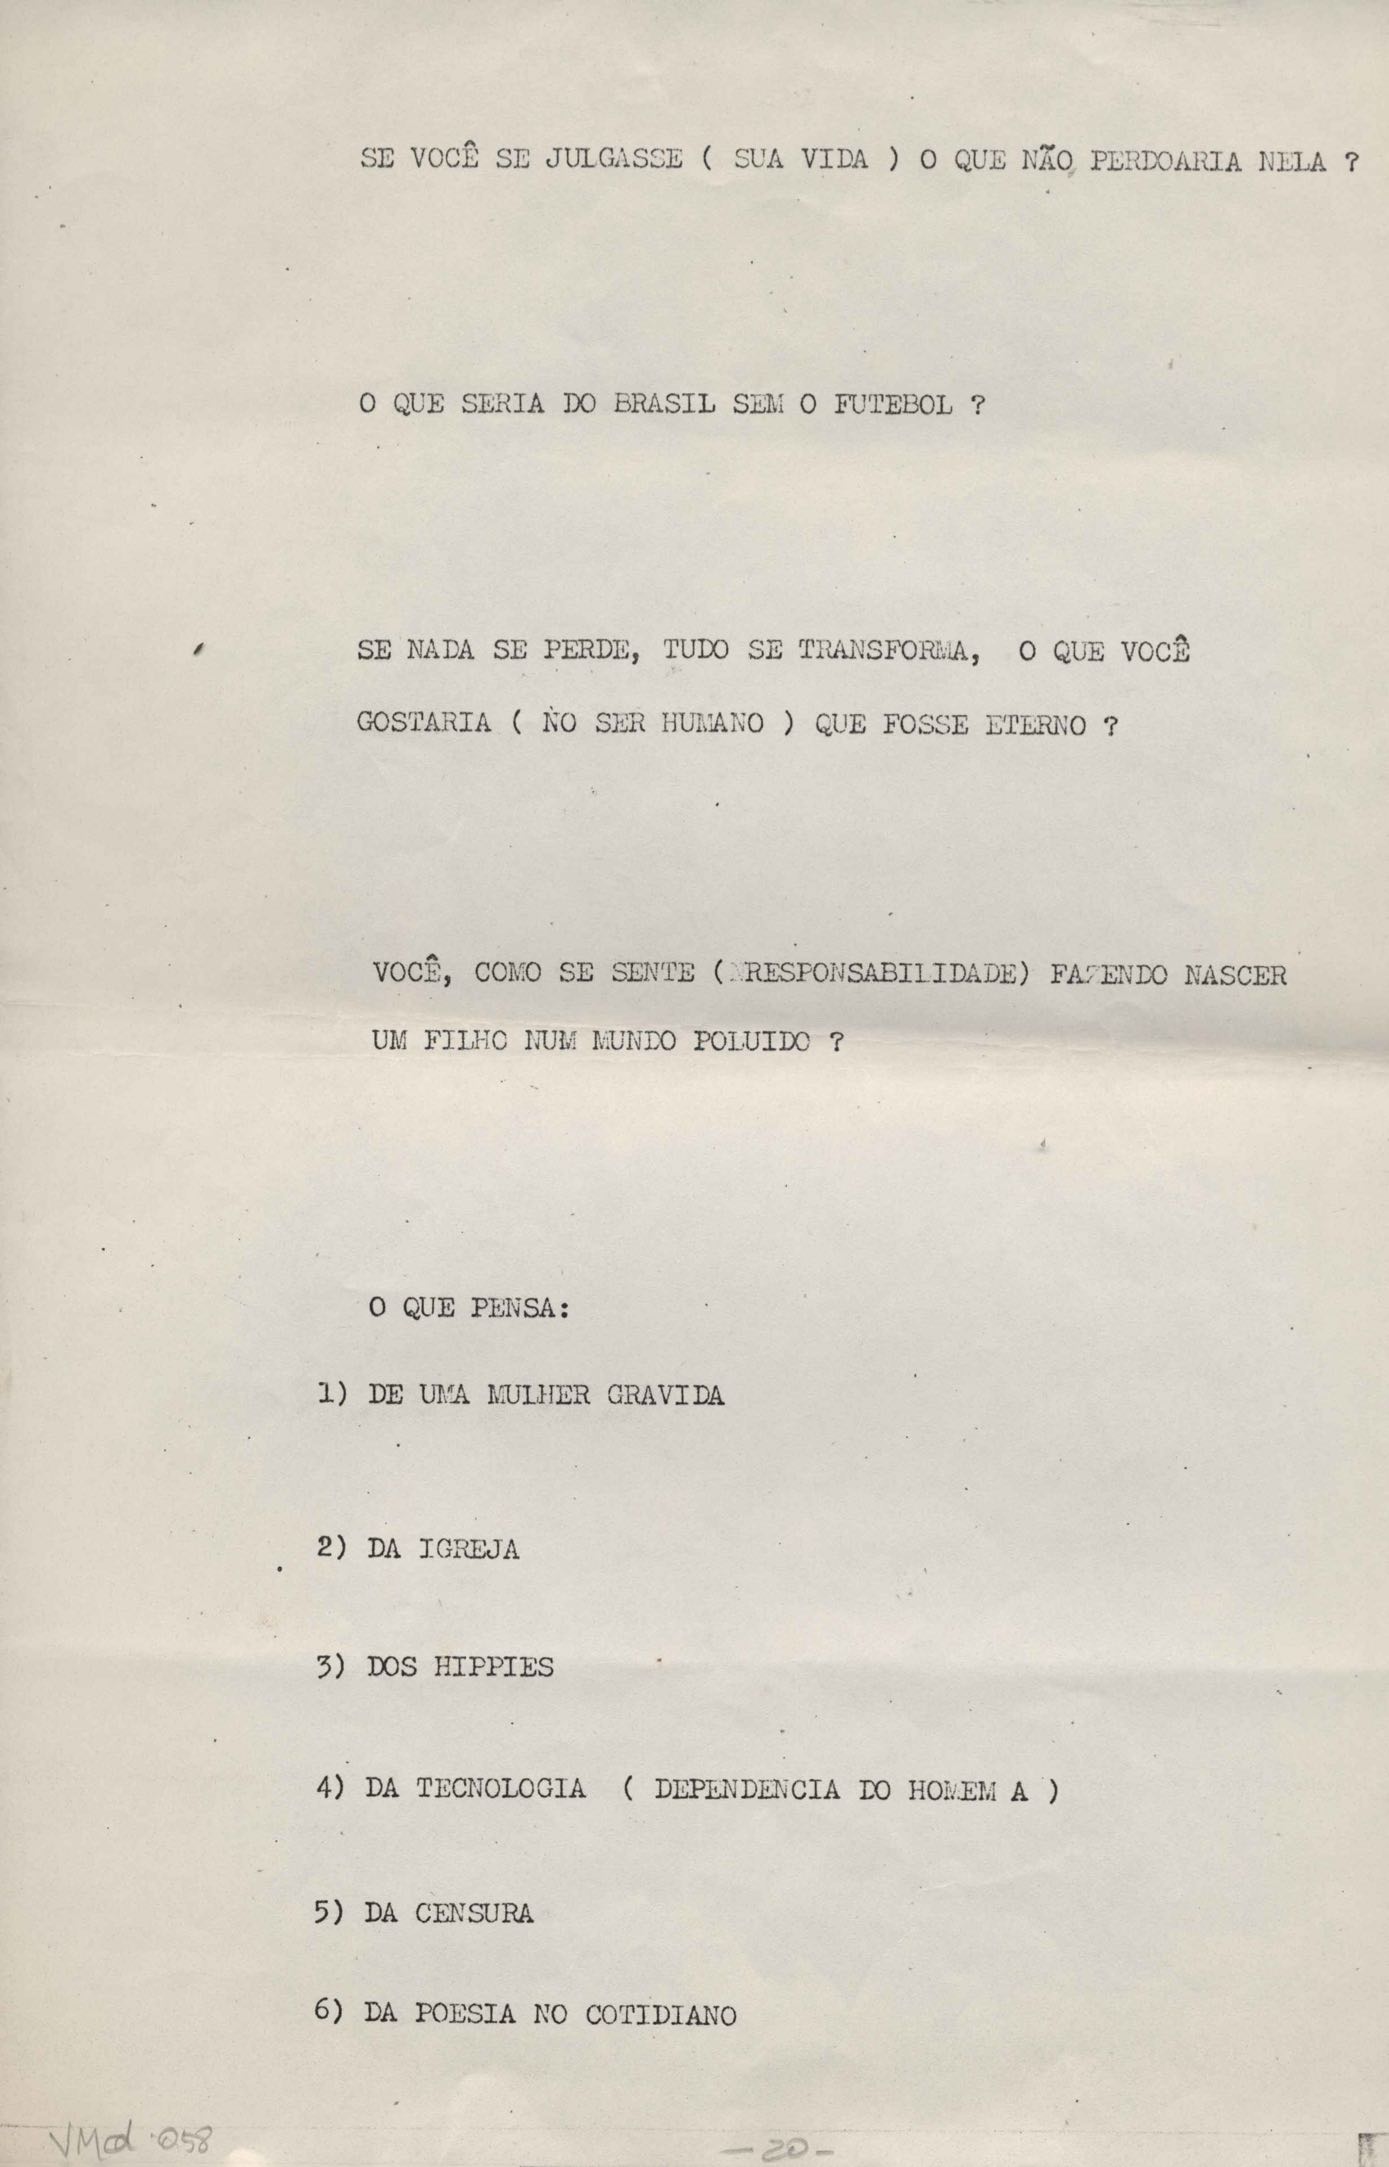 SE VOCÊ SE JULGASSE ( SUA VIDA ) O QUE NÃO PERDOARIA NELA ?
O QUE SERIA DO BRASIL SEM O FUTEBOL ?
SE NADA SE PERDE, TUDO SE TRANSFORMA, O QUE VOCÊ
GOSTARIA ( NO SER HUMANO ) QUE FOSSE ETERNO ?
VOCÊ, COMO SE SENTE ( RESPONSABILIDADE) FAZENDO NASCER
UM FILHO NUM MUNDO POLUIDO ?
O QUE PENSA:
1) DE UMA MULHER GRAVIDA
2) DA IGREJA
3) DOS HIPPIES
4) DA TECNOLOGIA ( DEPENDENCIA DO HOMEM A )
5) DA CENSURA
6) DA POESIA NO COTIDIANO
VMcd 058
-20-